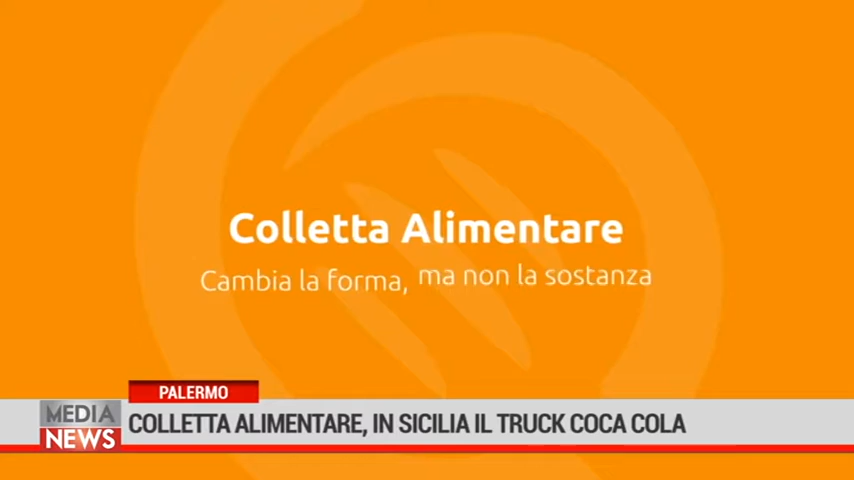 Colletta Alimentare
Cambia la forma, ma non la sostanza
PALERMO
MEDIA
NEWS
COLLETTA ALIMENTARE, IN SICILIA IL TRUCK COCA COLA